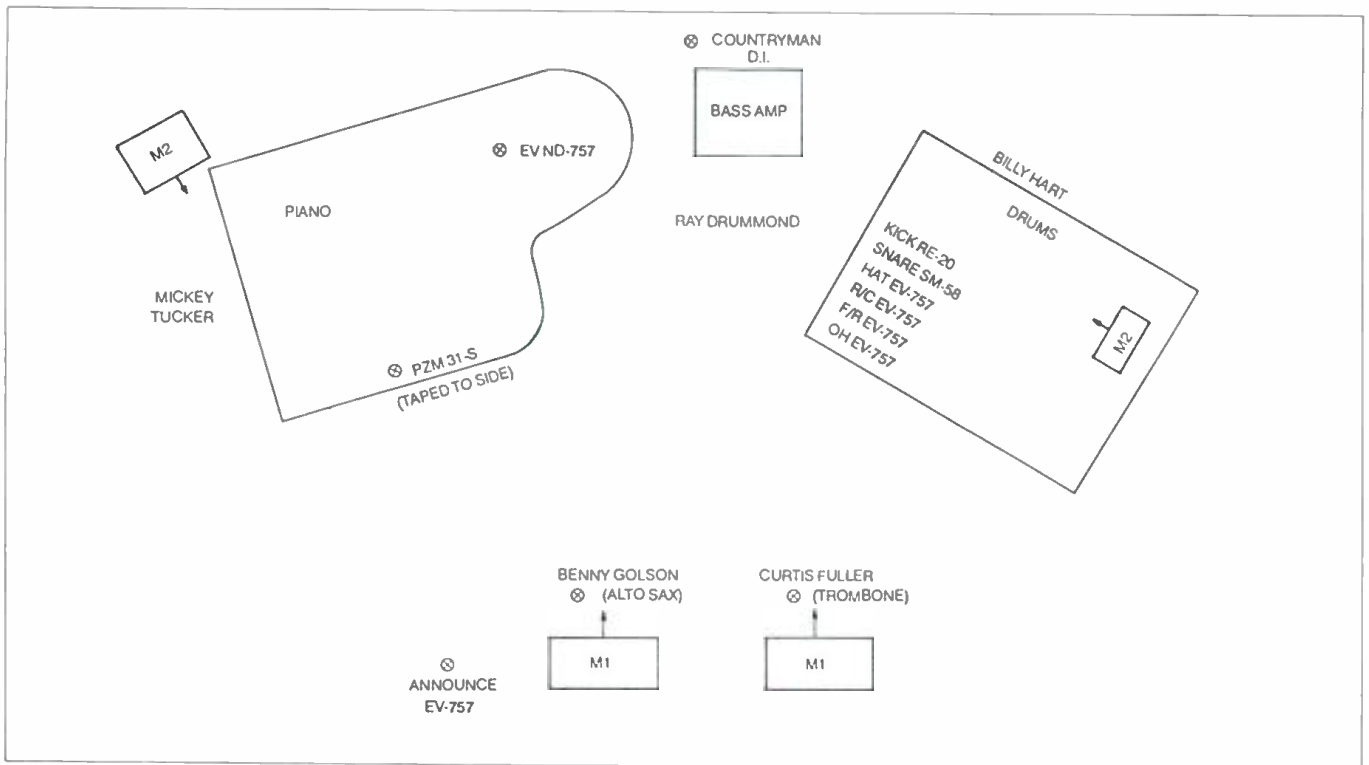 COUNTRYMAN
D.I.
BASS AMP
M2
EV ND-757
PIANO
MICKEY
TUCKER
PZM 31-S
(TAPED TO SIDE)
RAY DRUMMOND
BILLY HART
DRUMS
KICK RE-20
SNARE SM-58
HAT EV-757
R/C EV-757
F/R EV-757
OH EV-757
M2
BENNY GOLSON
(ALTO SAX)
M1
CURTIS FULLER
(TROMBONE)
M1
ANNOUNCE
EV-757